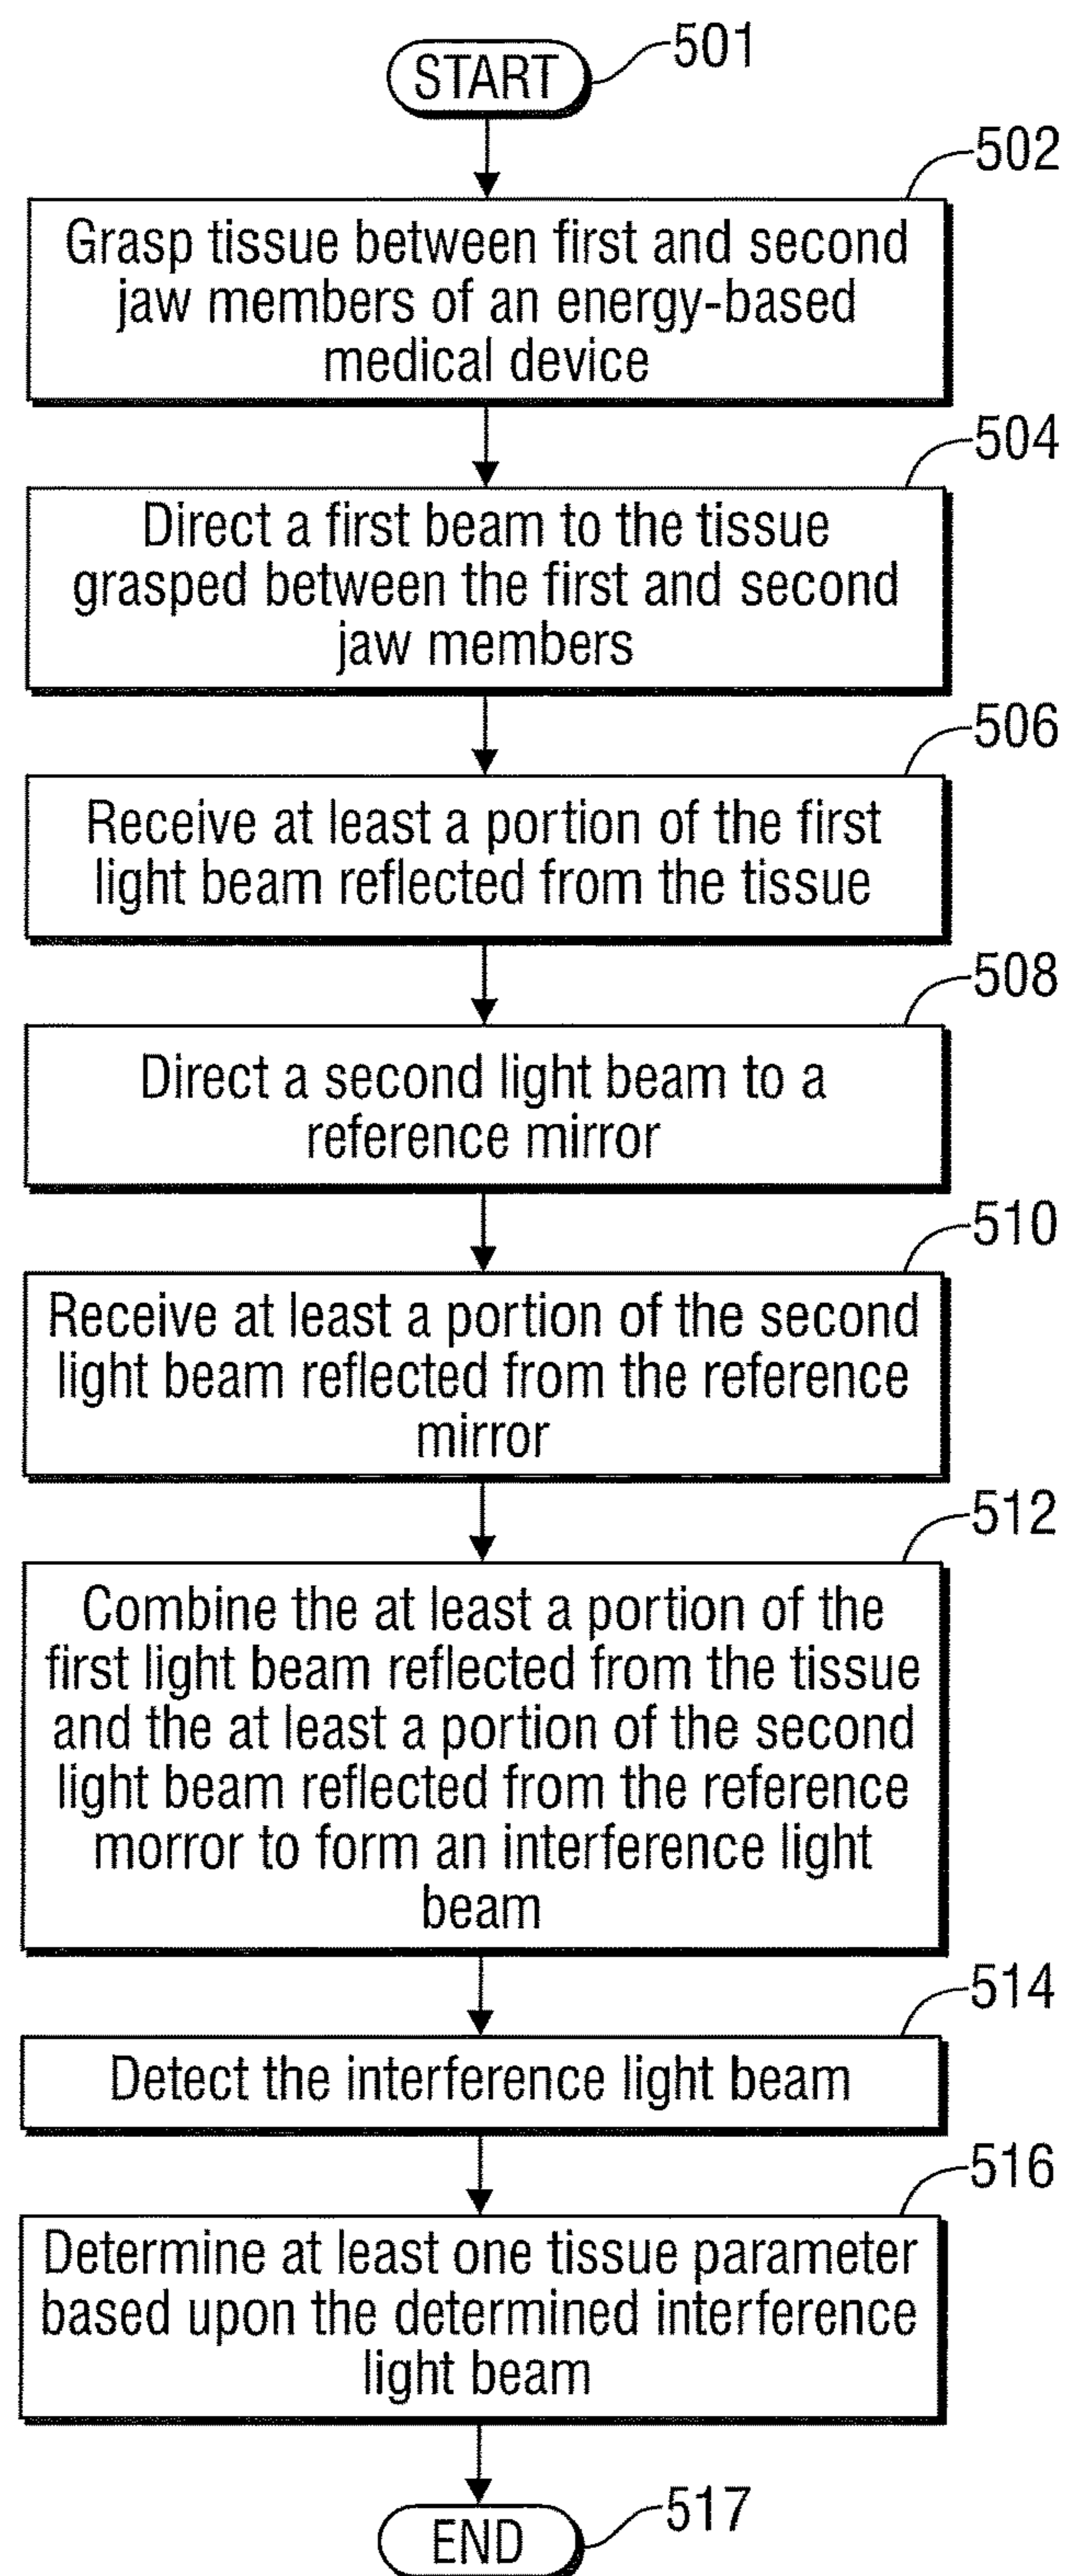 START
501
502
Grasp tissue between first and second
jaw members of an energy-based
medical device
504
Direct a first beam to the tissue
grasped between the first and second
jaw members
506
Receive at least a portion of the first
light beam reflected from the tissue
508
Direct a second light beam to a
reference mirror
510
Receive at least a portion of the second
light beam reflected from the reference
mirror
512
Combine the at least a portion of the
first light beam reflected from the tissue
and the at least a portion of the second
light beam reflected from the reference
morror to form an interference light
beam
514
Detect the interference light beam
516
Determine at least one tissue parameter
based upon the determined interference
light beam
END
517